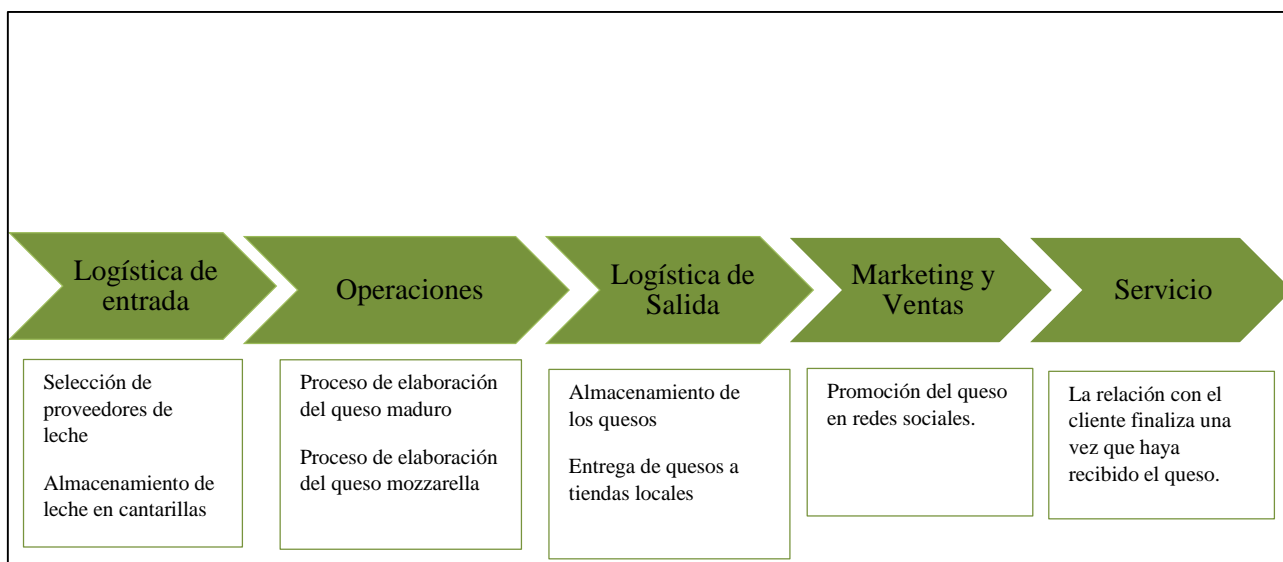 Logística de
entrada
Operaciones
Logística de
Salida
Marketing y
Ventas
Servicio
Selección de
proveedores de
leche
Almacenamiento de
leche en cantarillas
Proceso de elaboración
del queso maduro
Proceso de elaboración
del queso mozzarella
Almacenamiento de
los quesos
Entrega de quesos a
tiendas locales
Promoción del queso
en redes sociales.
La relación con el
cliente finaliza una
vez que haya
recibido el queso.